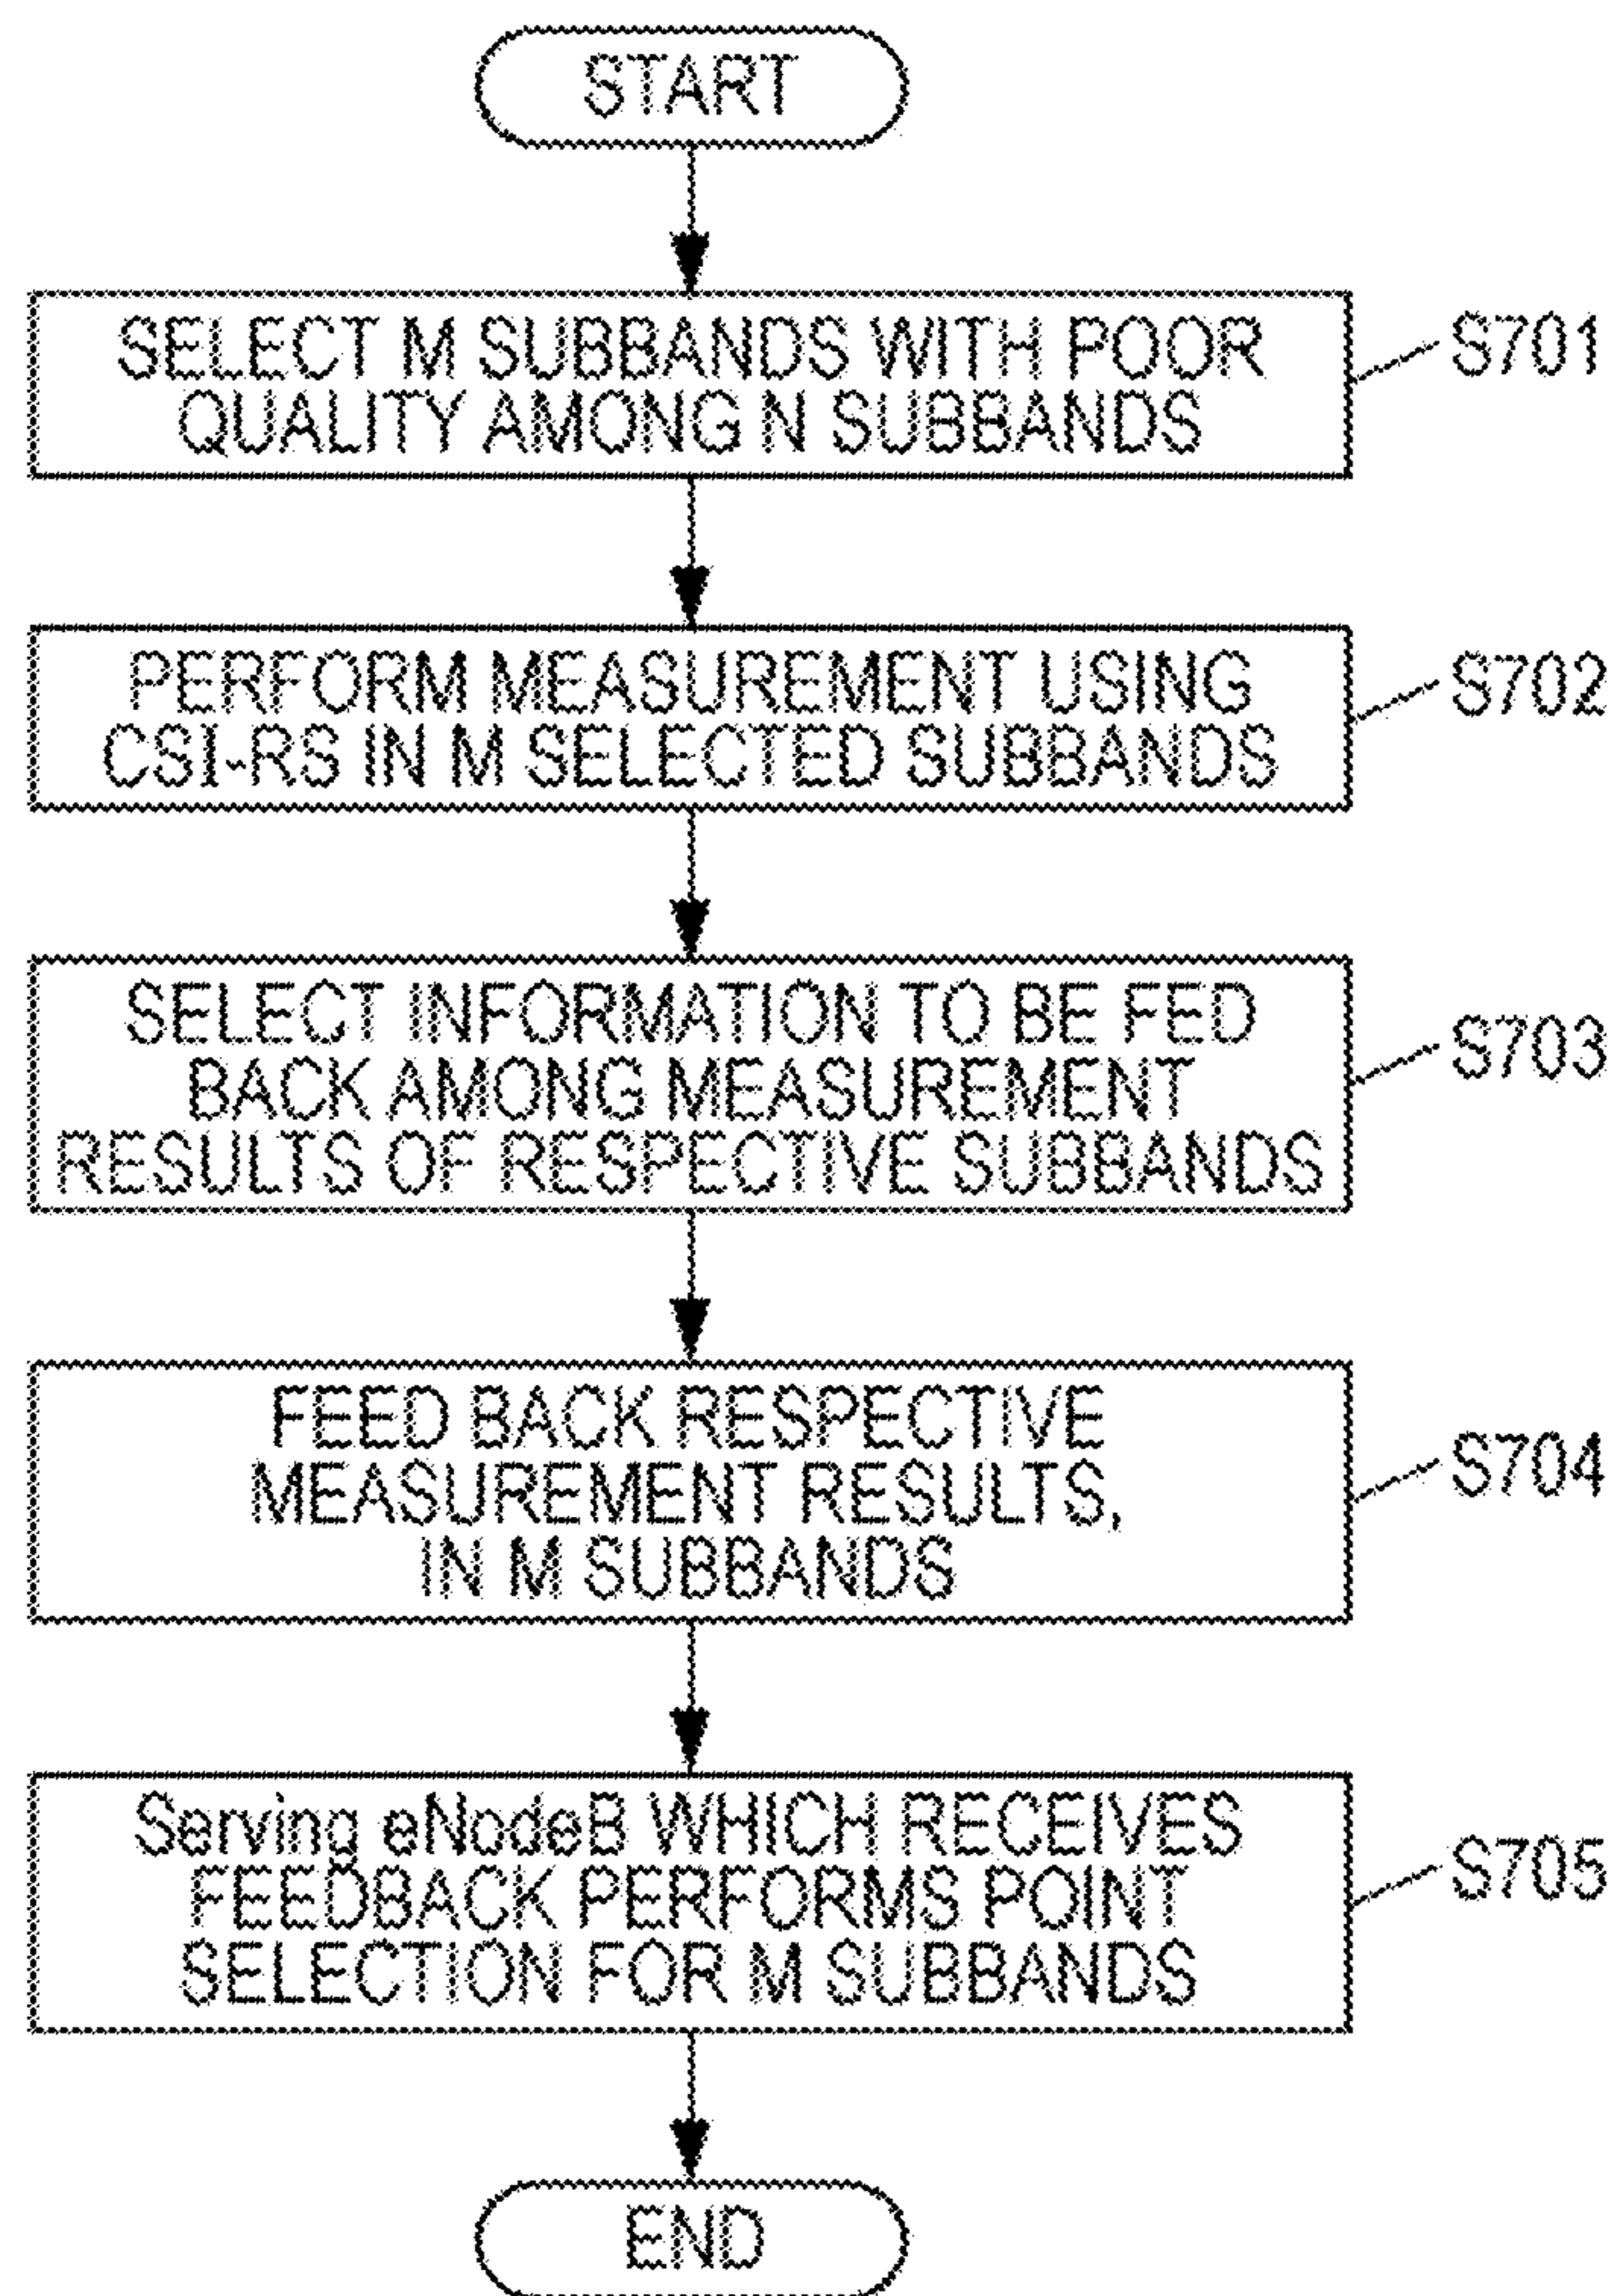 START
SELECT M SUBBANDS WITH POOR
QUALITY AMONG N SUBBANDS
S701
PERFORM MEASUREMENT USING
CSI-RS IN M SELECTED SUBBANDS
S702
SELECT INFORMATION TO BE FED
BACK AMONG MEASUREMENT
RESULTS OF RESPECTIVE SUBBANDS
S703
FEED BACK RESPECTIVE
MEASUREMENT RESULTS,
IN M SUBBANDS
S704
Serving eNodeB WHICH RECEIVES
FEEDBACK PERFORMS POINT
SELECTION FOR M SUBBANDS
S705
END